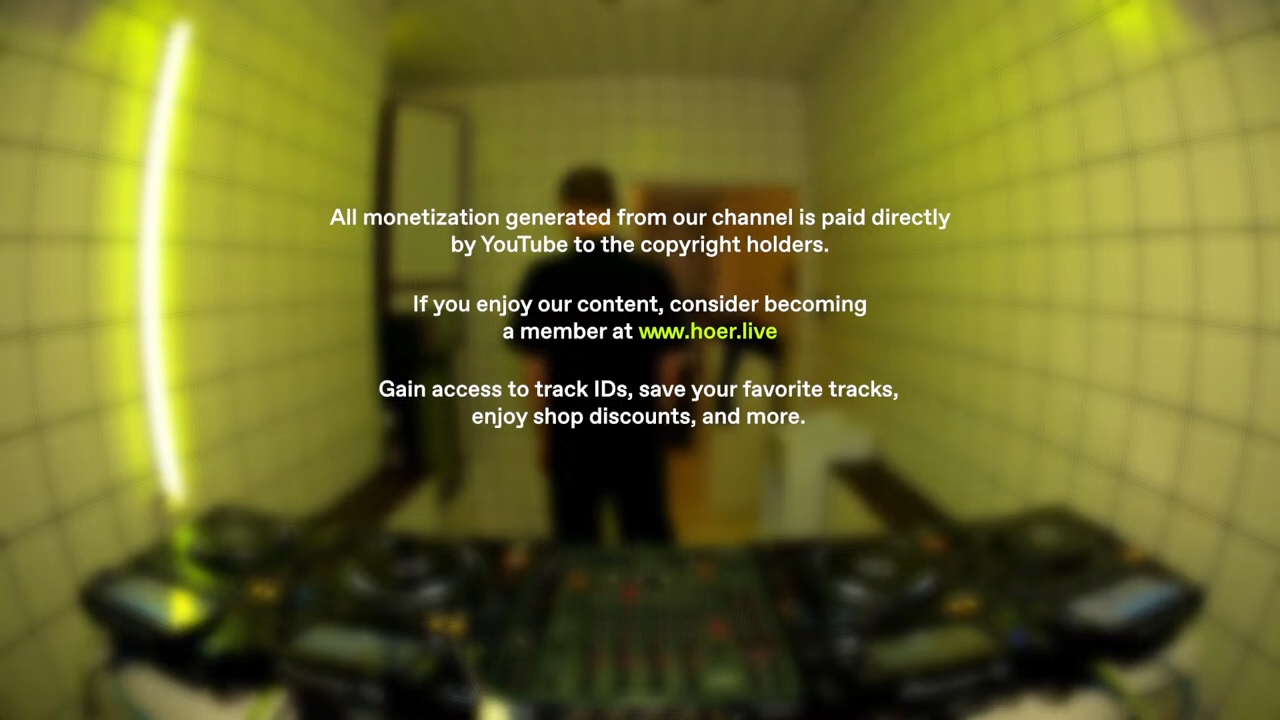 All monetization generated from our channel is paid directly
by YouTube to the copyright holders.
If you enjoy our content, consider becoming
a member at www.hoer.live
Gain access to track IDs, save your favorite tracks,
enjoy shop discounts, and more.